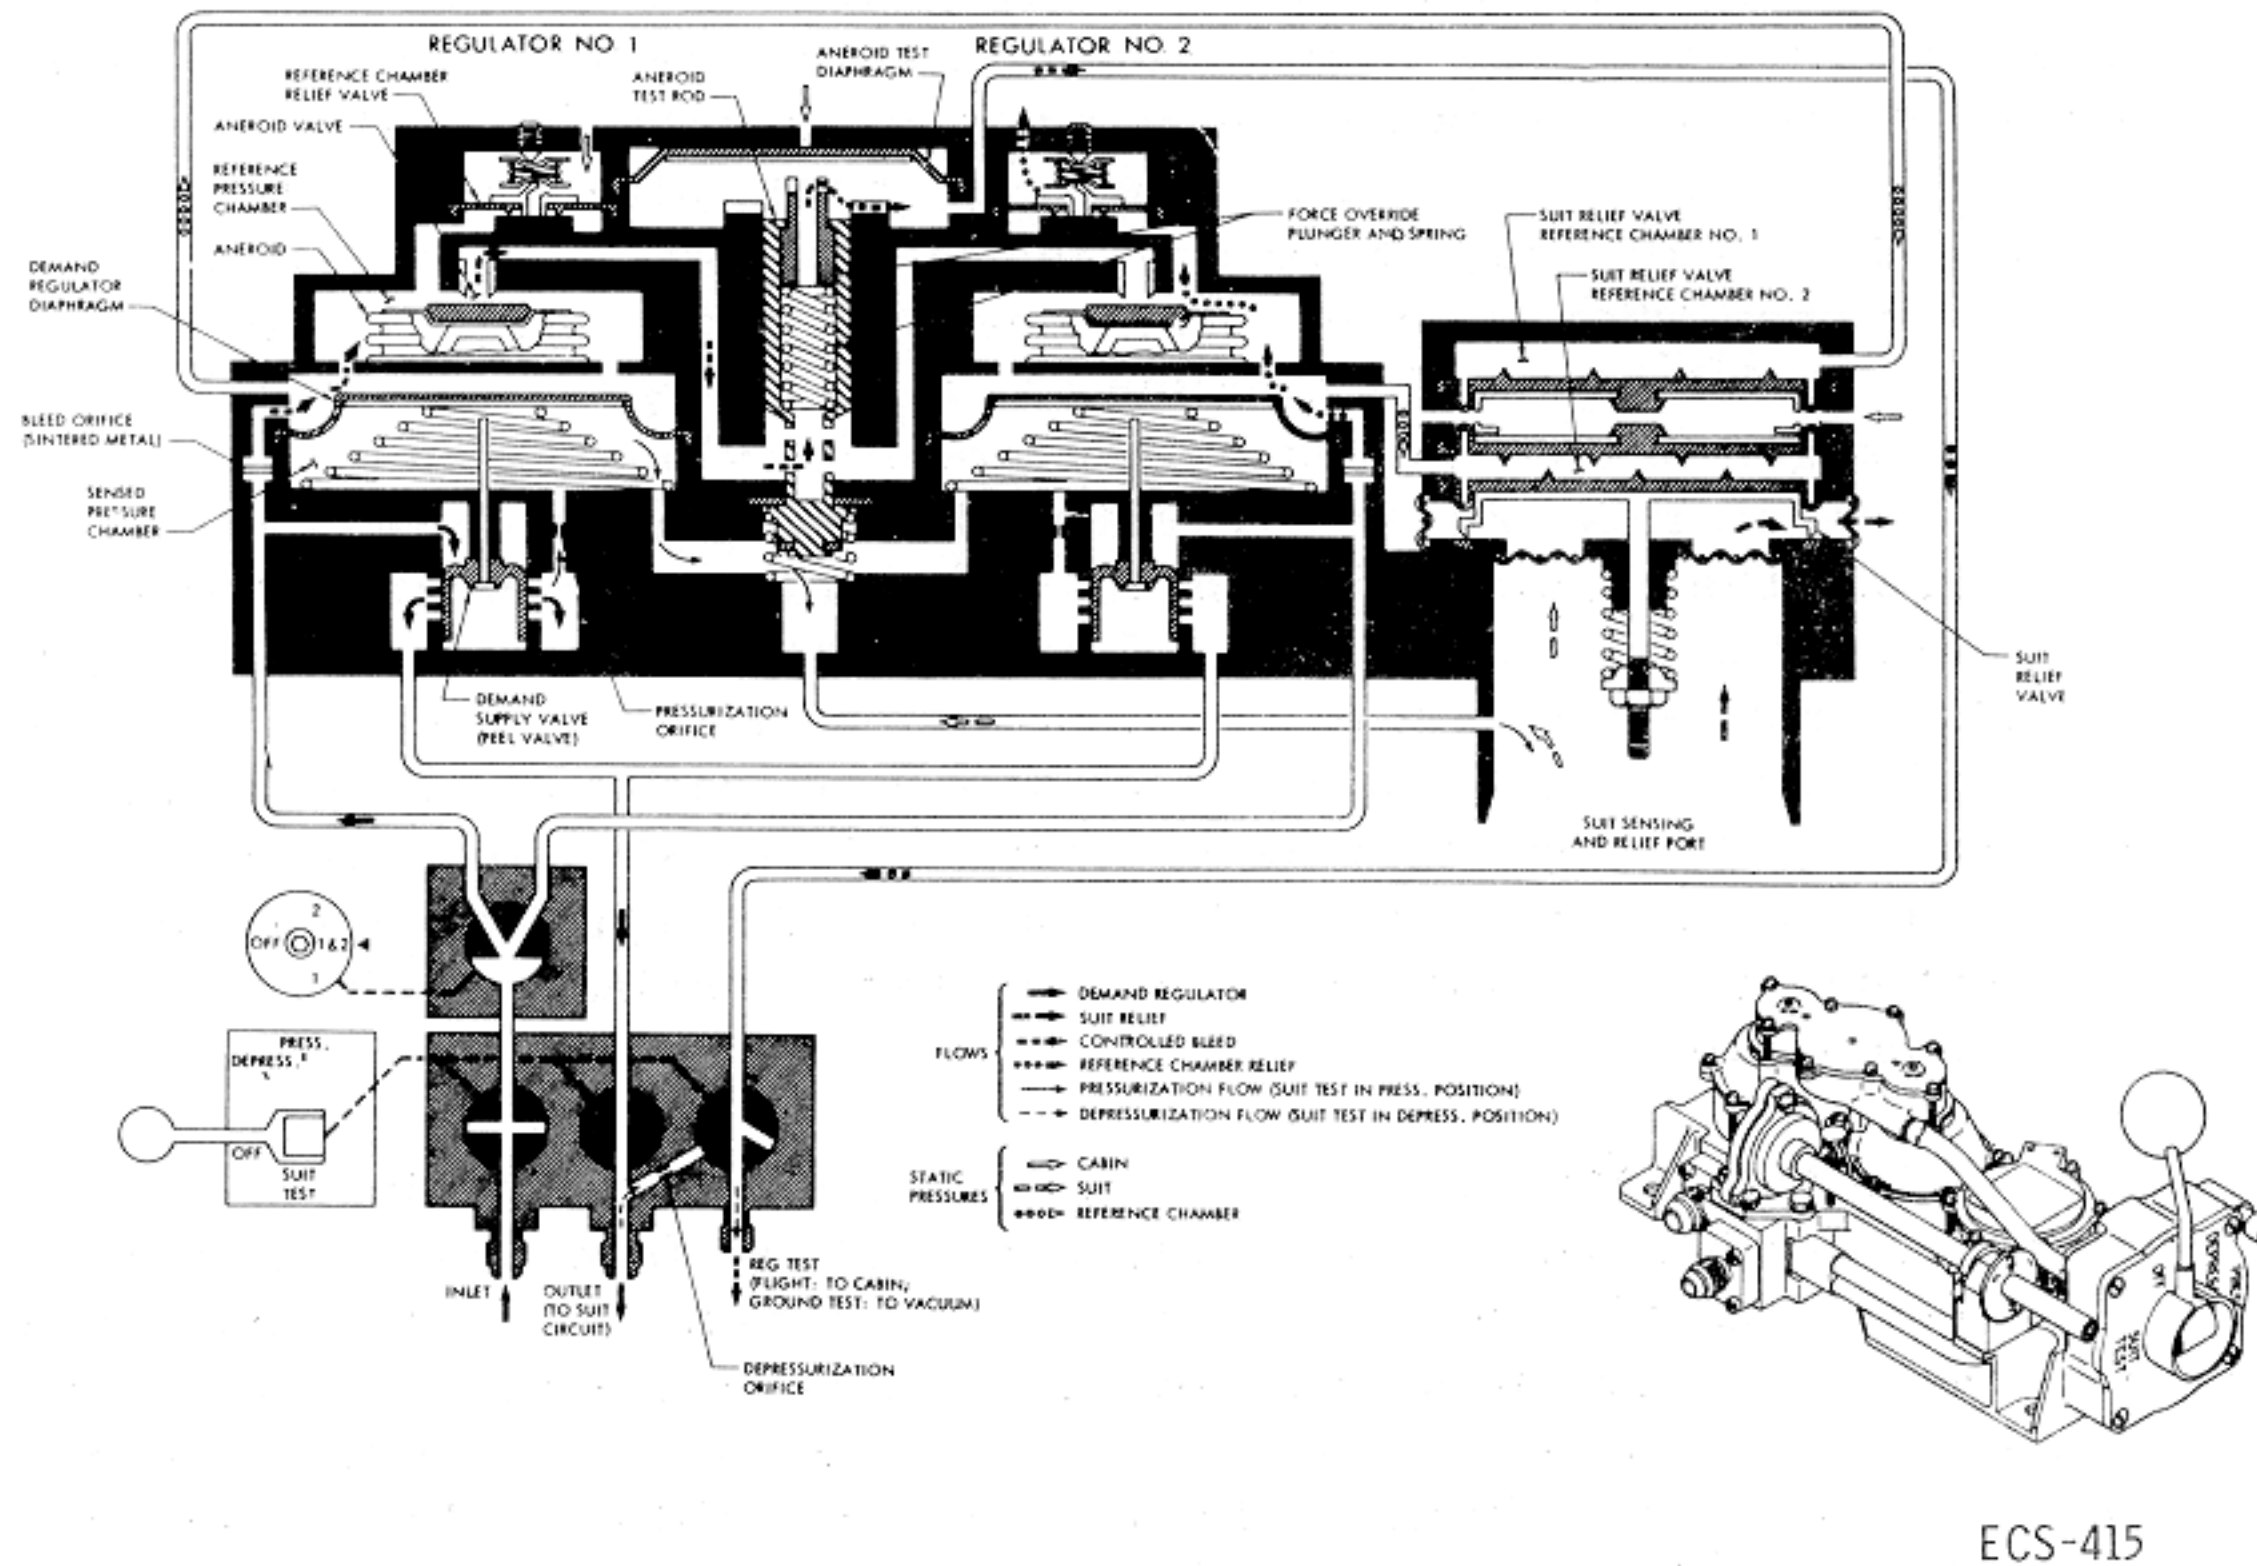 REGULATOR NO. 1
REGULATOR NO. 2
REFERENCE CHAMBER
RELIEF VALVE
ANEROID VALVE
REFERENCE
PRESSURE
CHAMBER
ANEROID
DEMAND
REGULATOR
DIAPHRAGM
BLEED ORIFICE
(SINTERED METAL)
SENSED
PRESSURE
CHAMBER
ANEROID
TEST ROD
ANEROID TEST
DIAPHRAGM
FORCE OVERRIDE
PLUNGER AND SPRING
SUIT RELIEF VALVE
REFERENCE CHAMBER NO. 1
SUIT RELIEF VALVE
REFERENCE CHAMBER NO. 2
SUIT
RELIEF
VALVE
DEMAND
SUPPLY VALVE
(PEEL VALVE)
PRESSURIZATION
ORIFICE
SUIT SENSING
AND RELIEF PORT
2
OFF 1&2
1
PRESS.
DEPRESS.
OFF
SUIT
TEST
INLET
OUTLET
(TO SUIT
CIRCUIT)
REG TEST
(FLIGHT: TO CABIN;
GROUND TEST: TO VACUUM)
DEPRESSURIZATION
ORIFICE
FLOWS
DEMAND REGULATOR
SUIT RELIEF
CONTROLLED BLEED
REFERENCE CHAMBER RELIEF
PRESSURIZATION FLOW (SUIT TEST IN PRESS. POSITION)
DEPRESSURIZATION FLOW (SUIT TEST IN DEPRESS. POSITION)
STATIC
PRESSURES
CABIN
SUIT
REFERENCE CHAMBER
OFF
DEPRESS
PRESS
SUIT
TEST
ECS-415